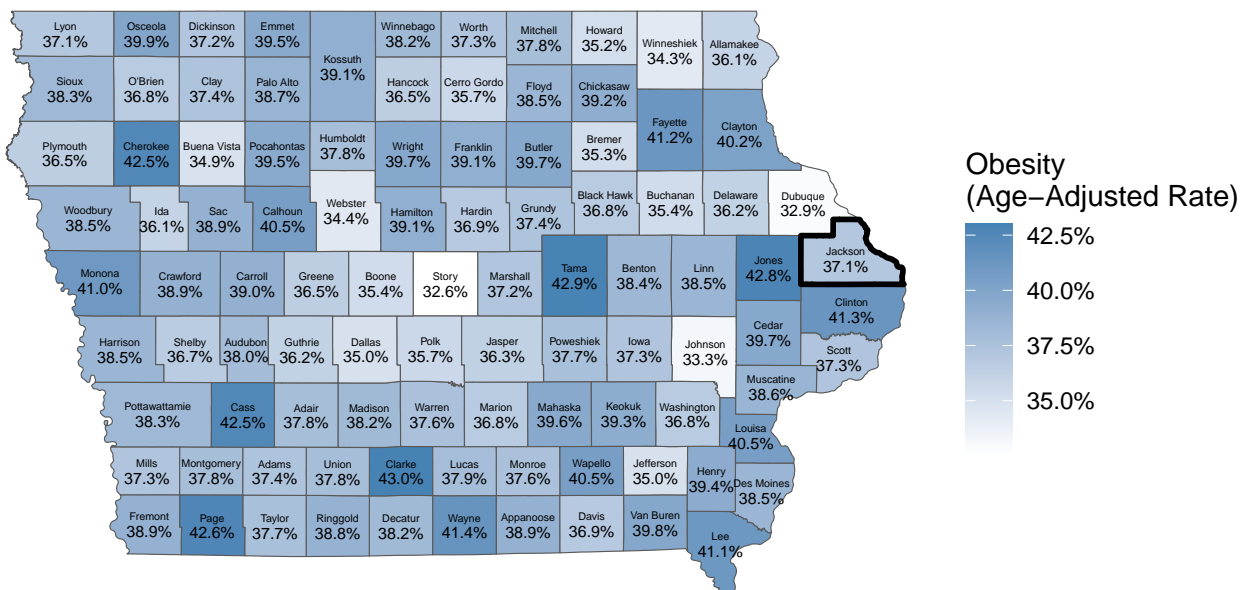 Lyon
37.1%
Osceola
39.9%
Dickinson
37.2%
Emmet
39.5%
Kossuth
39.1%
Winnebago
38.2%
Worth
37.3%
Mitchell
37.8%
Howard
35.2%
Winneshiek
34.3%
Allamakee
36.1%
Sioux
38.3%
O'Brien
36.8%
Clay
37.4%
Palo Alto
38.7%
Hancock
36.5%
Cerro Gordo
35.7%
Floyd
38.5%
Chickasaw
39.2%
Fayette
41.2%
Clayton
40.2%
Plymouth
36.5%
Cherokee
42.5%
Buena Vista
34.9%
Pocahontas
39.5%
Humboldt
37.8%
Wright
39.7%
Franklin
39.1%
Butler
39.7%
Bremer
35.3%
Woodbury
38.5%
Ida
36.1%
Sac
38.9%
Calhoun
40.5%
Webster
34.4%
Hamilton
39.1%
Hardin
36.9%
Grundy
37.4%
Black Hawk
36.8%
Buchanan
35.4%
Delaware
36.2%
Dubuque
32.9%
Monona
41.0%
Crawford
38.9%
Carroll
39.0%
Greene
36.5%
Boone
35.4%
Story
32.6%
Marshall
37.2%
Tama
42.9%
Benton
38.4%
Linn
38.5%
Jones
42.8%
Jackson
37.1%
Clinton
41.3%
Harrison
38.5%
Shelby
36.7%
Audubon
38.0%
Guthrie
36.2%
Dallas
35.0%
Polk
35.7%
Jasper
36.3%
Poweshiek
37.7%
Iowa
37.3%
Johnson
33.3%
Cedar
39.7%
Scott
37.3%
Muscatine
38.6%
Pottawattamie
38.3%
Cass
42.5%
Adair
37.8%
Madison
38.2%
Warren
37.6%
Marion
36.8%
Mahaska
39.6%
Keokuk
39.3%
Washington
36.8%
Louisa
40.5%
Mills
37.3%
Montgomery
37.8%
Adams
37.4%
Union
37.8%
Clarke
43.0%
Lucas
37.9%
Monroe
37.6%
Wapello
40.5%
Jefferson
35.0%
Henry
39.4%
Des Moines
38.5%
Fremont
38.9%
Page
42.6%
Taylor
37.7%
Ringgold
38.8%
Decatur
38.2%
Wayne
41.4%
Appanoose
38.9%
Davis
36.9%
Van Buren
39.8%
Lee
41.1%
Obesity
(Age−Adjusted Rate)
42.5%
40.0%
37.5%
35.0%